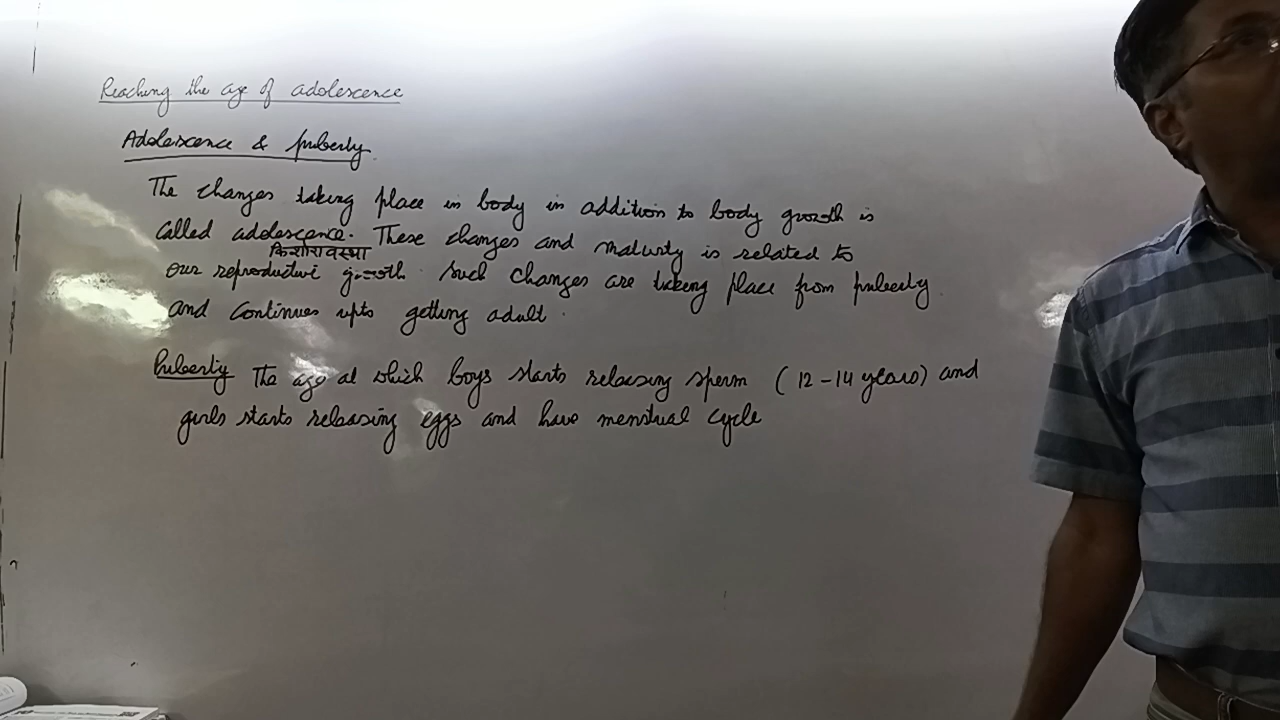 Reaching the age of adolescence
Adolescence & puberty.
The changes taking place in body in addition to body growth is
called adolescence. These changes and maturity is related to
किशोरावस्था
our reproductive growth. Such changes are taking place from puberty
and continues upto getting adult.
Puberty The age at which boys starts releasing sperm (12-14 years) and
girls starts releasing eggs and have menstrual cycle